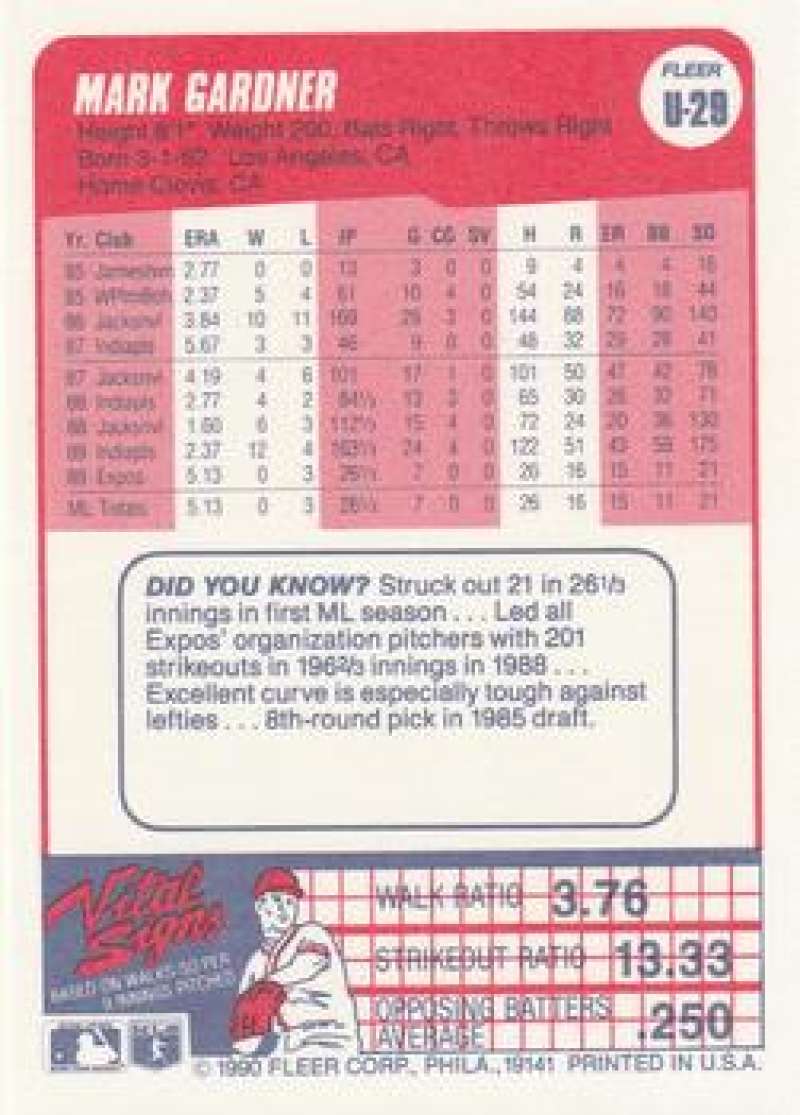 MARK GARDNER
FLEER
U-29
Height 6'1" Weight 200, Bats Right, Throws Right
Born 3-1-62 Los Angeles, CA
Home Clovis, CA
Yr. Club ERA W L IP G CG SV H R ER BB SO
85 2.77 0 0 13 3 0 0 9 4 4 4 16
85 2.37 5 4 61 10 4 0 54 24 16 18 44
86 Jacksnvl 3.84 10 11 169 29 3 0 144 88 72 90 140
87 Indiapls 5.67 3 3 46 9 0 0 48 32 29 28 41
87 Jacksnvl 4.19 4 6 101 17 1 0 101 50 47 42 78
88 4 2 84⅓ 13 3 0 65 30 26 32 71
88 Jacksnvl 6 3 112⅓ 15 4 0 72 24 20 36 130
89 Indiapls 2.37 12 4 163⅓ 24 4 0 122 51 43 59 175
89 Expos 5.13 0 3 26⅓ 7 0 0 26 16 15 11 21
ML Totals 5.13 0 3 26⅓ 7 0 0 26 16 15 11 21
DID YOU KNOW? Struck out 21 in 26⅓
innings in first ML season . . . Led all
Expos' organization pitchers with 201
strikeouts in 196⅔ innings in 1988 . . .
Excellent curve is especially tough against
lefties . . . 8th-round pick in 1985 draft.
Vital
Signs
BASED ON WALKS-SO PER
9 INNINGS PITCHED
WALK RATIO 3.76
STRIKEOUT RATIO 13.33
OPPOSING BATTERS
AVERAGE .250
© 1990 FLEER CORP., PHILA., 19141 PRINTED IN U.S.A.